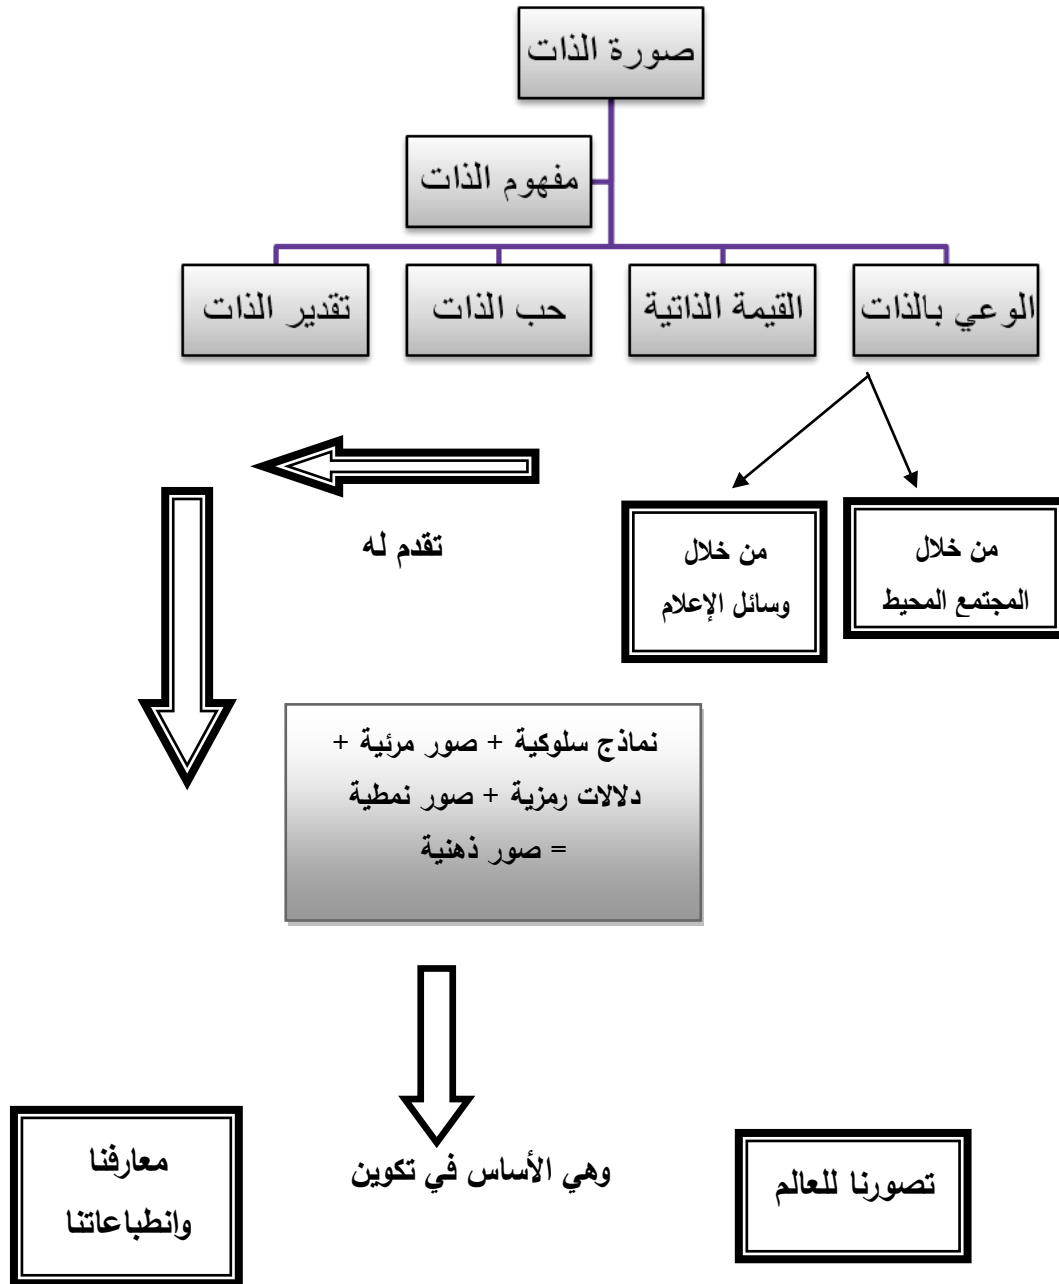 صورة الذات
مفهوم الذات
الوعي بالذات
القيمة الذاتية
حب الذات
تقدير الذات
من خلال
المجتمع المحيط
من خلال
وسائل الإعلام
تقدم له
نماذج سلوكية + صور مرئية +
دلالات رمزية + صور نمطية
= صور ذهنية
تصورنا للعالم
وهي الأساس في تكوين
معارفنا
وانطباعاتنا